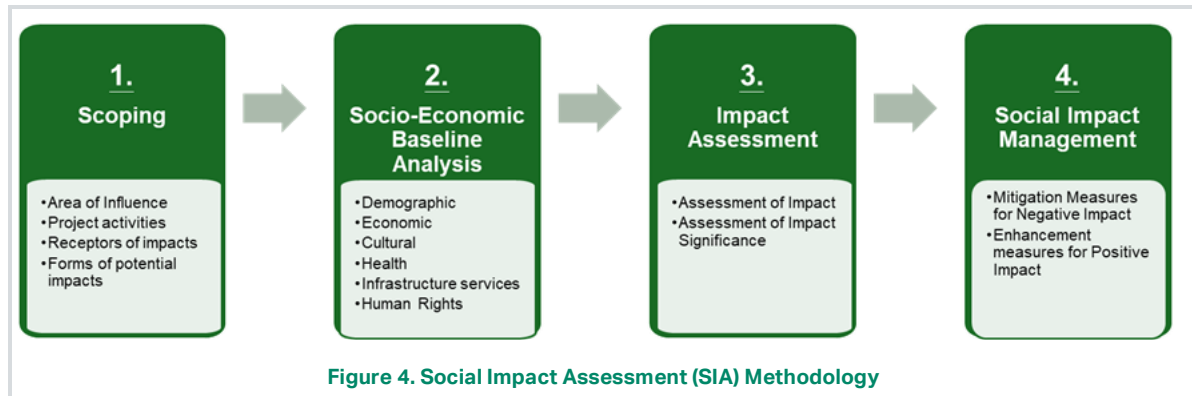 1.
Scoping
•Area of Influence
•Project activities
•Receptors of impacts
•Forms of potential
impacts
2.
Socio-Economic
Baseline
Analysis
•Demographic
•Economic
•Cultural
•Health
•Infrastructure services
•Human Rights
3.
Impact
Assessment
•Assessment of Impact
•Assessment of Impact
Significance
4.
Social Impact
Management
•Mitigation Measures
for Negative Impact
•Enhancement
measures for Positive
Impact
Figure 4. Social Impact Assessment (SIA) Methodology